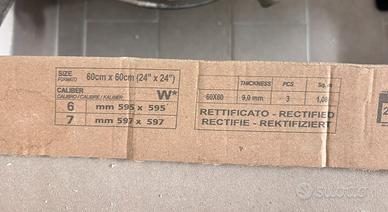 SIZE
FORMATO
60cm x 60cm (24" x 24")
CALIBER
CALIBRO / CALIBRE / KALIBER
W*
6 mm 595 x 595
7 mm 597 x 597
THICKNESS PCS
60X60 9,0 mm 3 1,08
RETTIFICATO - RECTIFIED
RECTIFIE - REKTIFIZIERT
subito